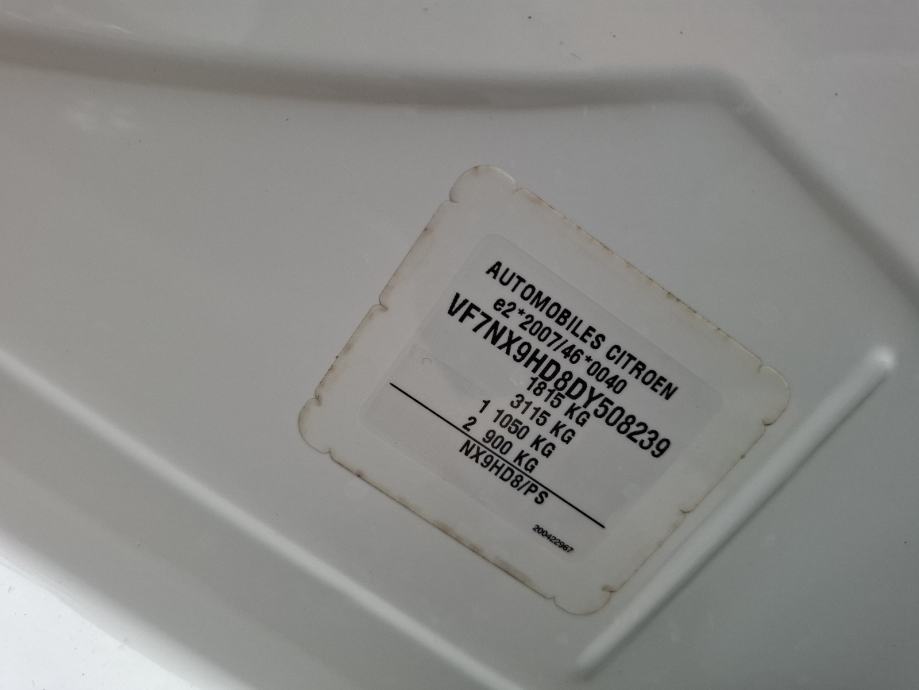 AUTOMOBILES CITROEN
e2*2007/46*0040
VF7NX9HD8DY508239
1815 KG
3115 KG
1 1050 KG
2 900 KG
NX9HD8/PS
200422967